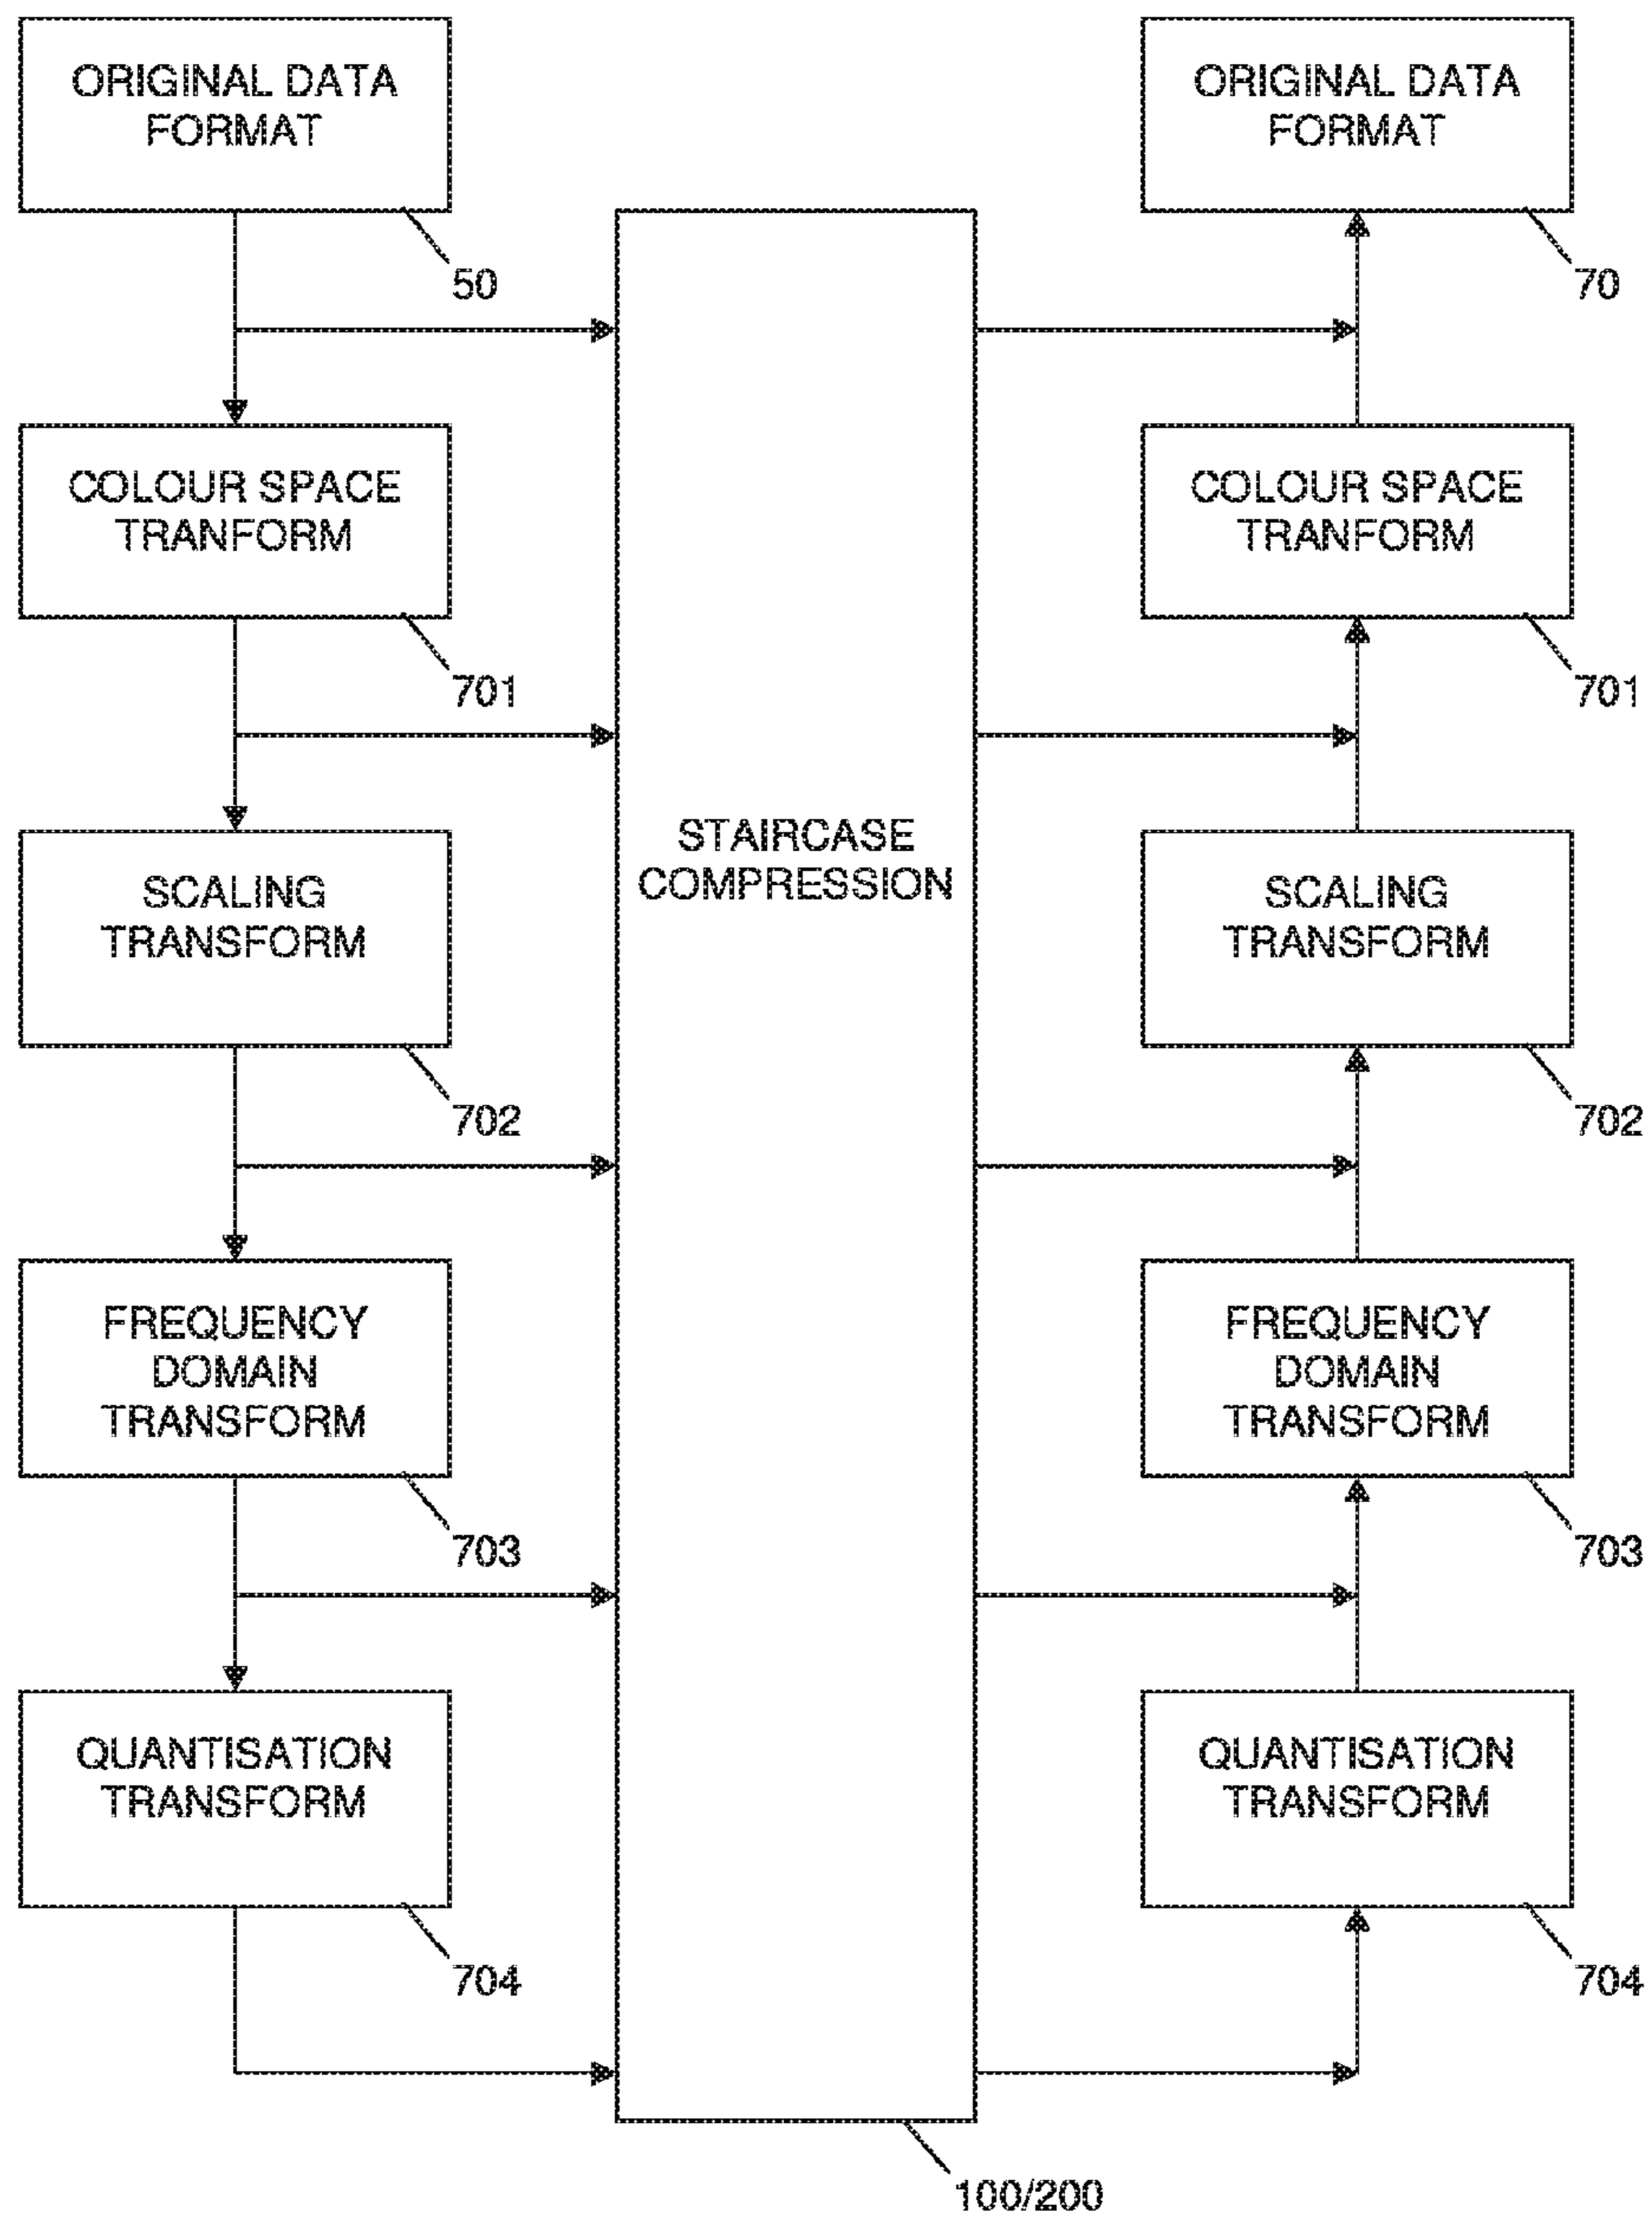 ORIGINAL DATA
FORMAT
50
COLOUR SPACE
TRANFORM
701
SCALING
TRANSFORM
702
FREQUENCY
DOMAIN
TRANSFORM
703
QUANTISATION
TRANSFORM
704
STAIRCASE
COMPRESSION
100/200
ORIGINAL DATA
FORMAT
70
COLOUR SPACE
TRANFORM
701
SCALING
TRANSFORM
702
FREQUENCY
DOMAIN
TRANSFORM
703
QUANTISATION
TRANSFORM
704